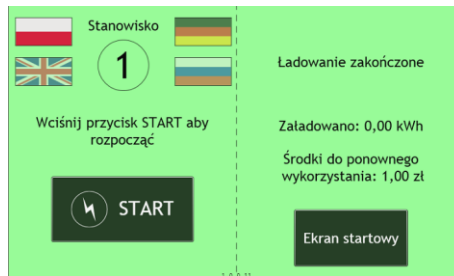 Stanowisko
1
Wciśnij przycisk START aby
rozpocząć
START
Ładowanie zakończone
Załadowano: 0,00 kWh
Środki do ponownego
wykorzystania: 1,00 zł
Ekran startowy